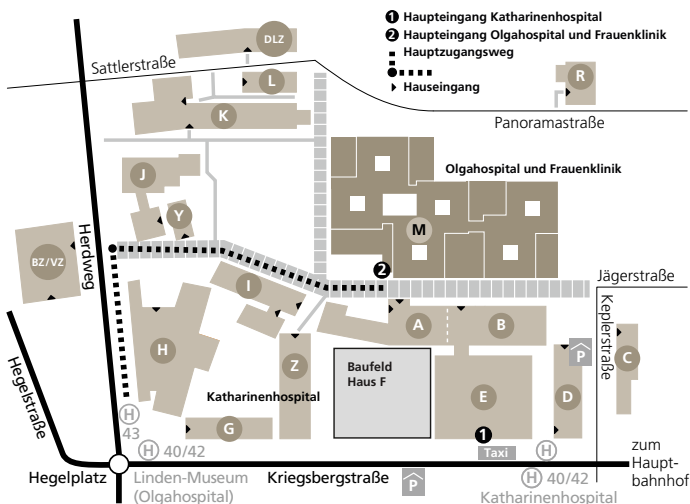 1 Haupteingang Katharinenhospital
2 Haupteingang Olgahospital und Frauenklinik
Hauptzugangsweg
Hauseingang
DLZ
Sattlerstraße
L
R
K
Panoramastraße
Olgahospital und Frauenklinik
J
Y
M
BZ/VZ
Herdweg
2
I
Jägerstraße
Keplerstraße
A
B
H
Z
P
C
Baufeld
Haus F
Hegelstraße
Katharinenhospital
E
D
H
43
G
1
H 40/42
Taxi
H
zum
Haupt-
bahnhof
Hegelplatz
Linden-Museum
(Olgahospital)
Kriegsbergstraße
P
H 40/42
Katharinenhospital